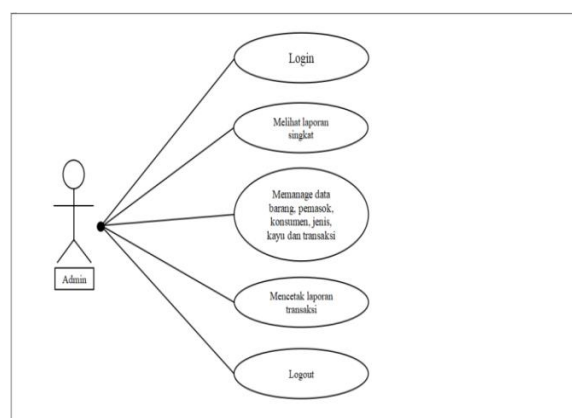 Login
Melihat laporan
singkat
Memanage data
barang, pemasok,
konsumen, jenis,
kayu dan transaksi
Admin
Mencetak laporan
transaksi
Logout